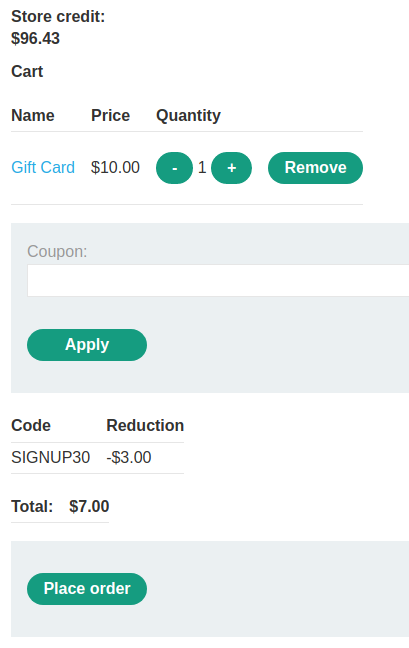 Store credit:
$96.43
Cart
Name Price Quantity
Gift Card $10.00 - 1 + Remove
Coupon:
Apply
Code Reduction
SIGNUP30 -$3.00
Total: $7.00
Place order